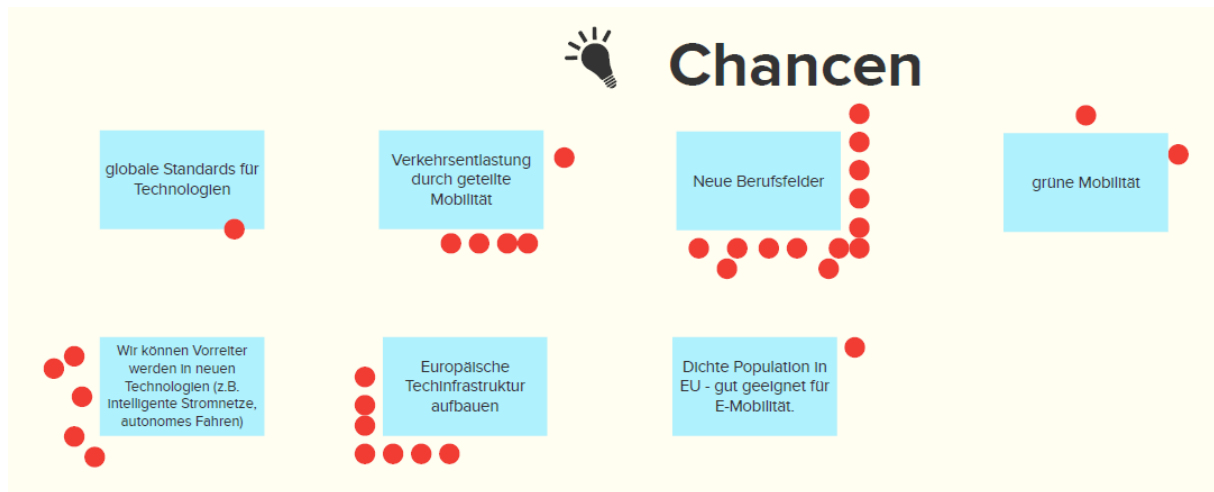 Chancen
globale Standards für
Technologien
Verkehrsentlastung
durch geteilte
Mobilität
Neue Berufsfelder
grüne Mobilität
Wir können Vorreiter
werden in neuen
Technologien (z.B.
intelligente Stromnetze,
autonomes Fahren)
Europäische
Techinfrastruktur
aufbauen
Dichte Population in
EU - gut geeignet für
E-Mobilität.